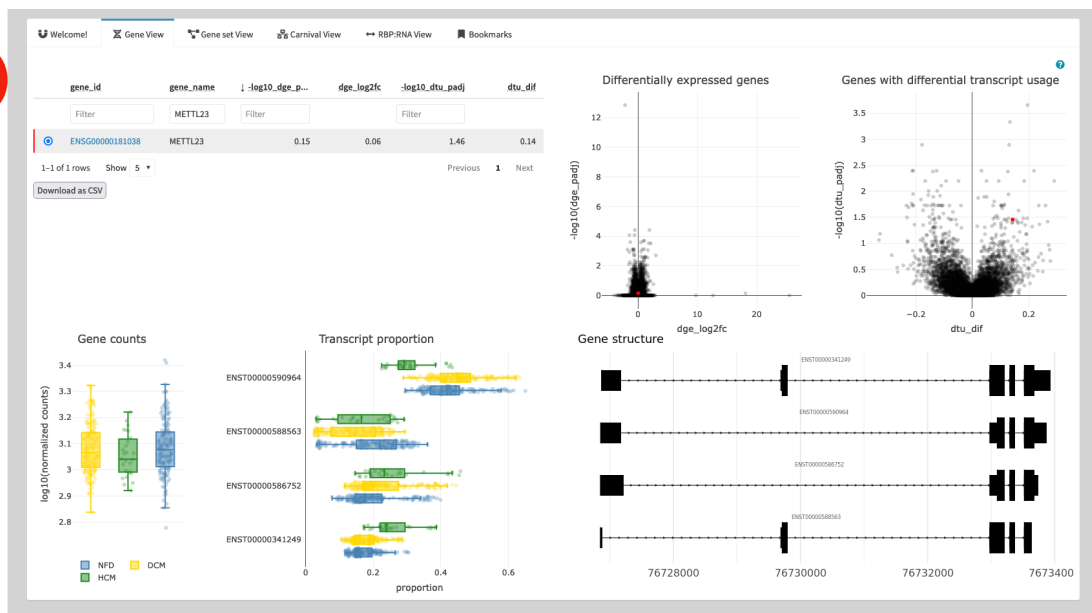 Welcome! Gene View Gene set View Carnival View RBP:RNA View Bookmarks
gene_id gene_name ↓ -log10_dge_p... dge_log2fc -log10_dtu_padj dtu_dif
Filter METTL23 Filter Filter
ENSG00000181038 METTL23 0.15 0.06 1.46 0.14
1–1 of 1 rows Show 5 Previous 1 Next
Download as CSV
Differentially expressed genes
12
10
8
6
4
2
0
-log10(dge_padj)
0 10 20
dge_log2fc
Genes with differential transcript usage
3.5
3
2.5
2
1.5
1
0.5
0
-log10(dtu_padj)
−0.2 0 0.2
dtu_dif
Gene counts
3.4
3.3
3.2
3.1
3
2.9
2.8
log10(normalized counts)
NFD DCM
HCM
Transcript proportion
ENST00000590964
ENST00000588563
ENST00000586752
ENST00000341249
0 0.2 0.4 0.6
proportion
Gene structure
ENST00000341249
ENST00000590964
ENST00000586752
ENST00000588563
76728000 76730000 76732000 7673400